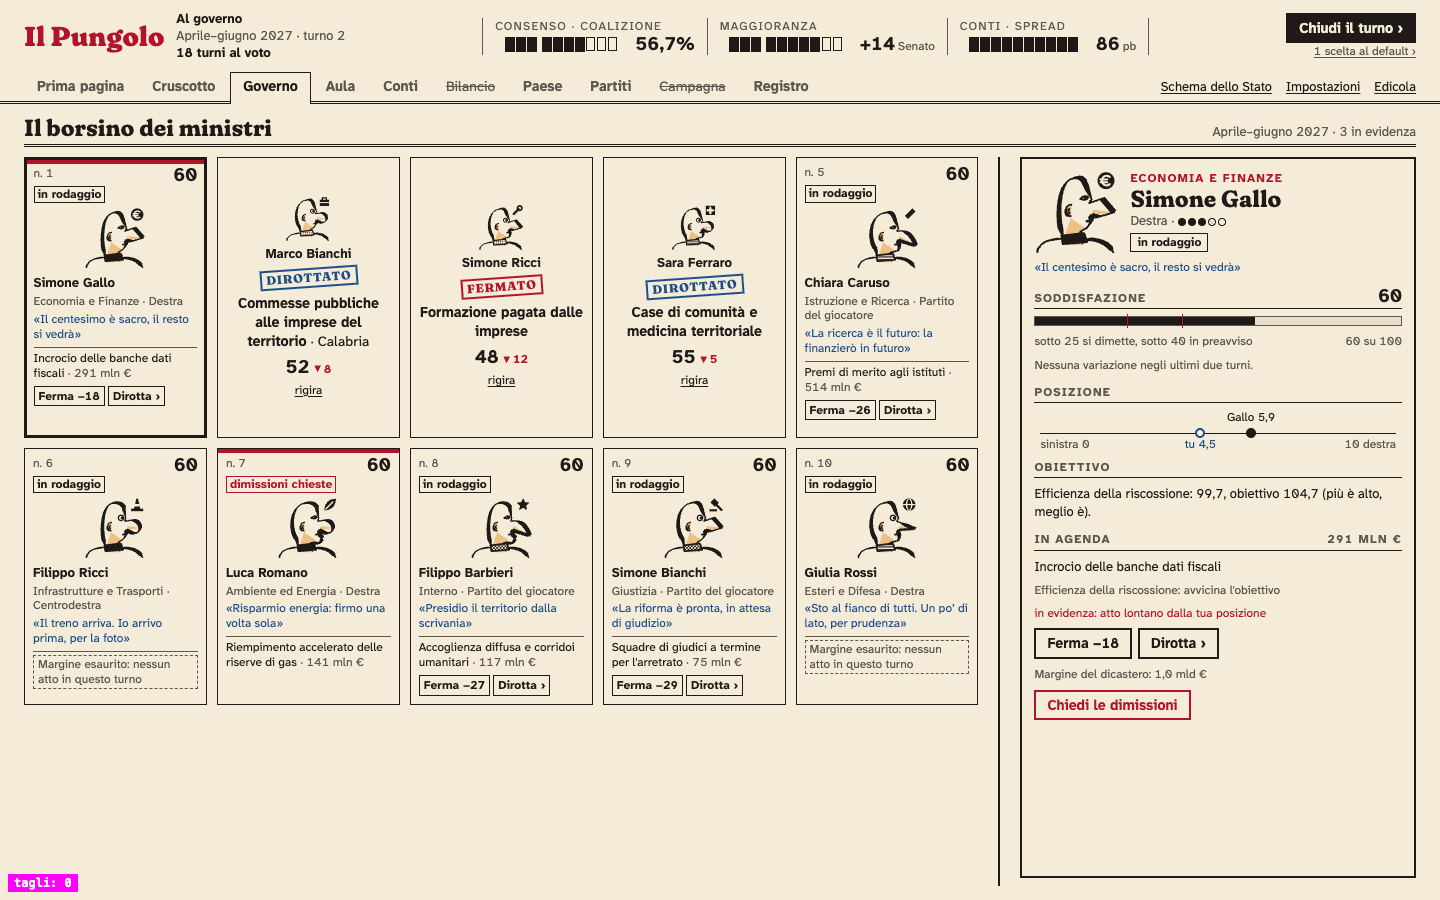 Il Pungolo
Al governo
Aprile–giugno 2027 · turno 2
18 turni al voto
CONSENSO · COALIZIONE
56,7%
MAGGIORANZA
+14 Senato
CONTI · SPREAD
86 pb
Chiudi il turno ›
1 scelta al default ›
Prima pagina
Cruscotto
Governo
Aula
Conti
Bilancio
Paese
Partiti
Campagna
Registro
Schema dello Stato
Impostazioni
Edicola
Il borsino dei ministri
Aprile–giugno 2027 · 3 in evidenza
n. 1
60
in rodaggio
Simone Gallo
Economia e Finanze · Destra
«Il centesimo è sacro, il resto
si vedrà»
Incrocio delle banche dati
fiscali · 291 mln €
Ferma –18
Dirotta ›
Marco Bianchi
DIROTTATO
Commesse pubbliche
alle imprese del
territorio · Calabria
52 ▼8
rigira
Simone Ricci
FERMATO
Formazione pagata dalle
imprese
48 ▼12
rigira
Sara Ferraro
DIROTTATO
Case di comunità e
medicina territoriale
55 ▼5
rigira
n. 5
60
in rodaggio
Chiara Caruso
Istruzione e Ricerca · Partito
del giocatore
«La ricerca è il futuro: la
finanzierò in futuro»
Premi di merito agli istituti ·
514 mln €
Ferma –26
Dirotta ›
n. 6
60
in rodaggio
Filippo Ricci
Infrastrutture e Trasporti ·
Centrodestra
«Il treno arriva. Io arrivo
prima, per la foto»
Margine esaurito: nessun
atto in questo turno
n. 7
60
dimissioni chieste
Luca Romano
Ambiente ed Energia · Destra
«Risparmio energia: firmo una
volta sola»
Riempimento accelerato delle
riserve di gas · 141 mln €
n. 8
60
in rodaggio
Filippo Barbieri
Interno · Partito del giocatore
«Presidio il territorio dalla
scrivania»
Accoglienza diffusa e corridoi
umanitari · 117 mln €
Ferma –27
Dirotta ›
n. 9
60
in rodaggio
Simone Bianchi
Giustizia · Partito del giocatore
«La riforma è pronta, in attesa
di giudizio»
Squadre di giudici a termine
per l'arretrato · 75 mln €
Ferma –29
Dirotta ›
n. 10
60
in rodaggio
Giulia Rossi
Esteri e Difesa · Destra
«Sto al fianco di tutti. Un po' di
lato, per prudenza»
Margine esaurito: nessun
atto in questo turno
ECONOMIA E FINANZE
Simone Gallo
Destra · ●●●○○
in rodaggio
«Il centesimo è sacro, il resto si vedrà»
SODDISFAZIONE
60
sotto 25 si dimette, sotto 40 in preavviso
60 su 100
Nessuna variazione negli ultimi due turni.
POSIZIONE
Gallo 5,9
sinistra 0
tu 4,5
10 destra
OBIETTIVO
Efficienza della riscossione: 99,7, obiettivo 104,7 (più è alto,
meglio è).
IN AGENDA
291 MLN €
Incrocio delle banche dati fiscali
Efficienza della riscossione: avvicina l'obiettivo
in evidenza: atto lontano dalla tua posizione
Ferma –18
Dirotta ›
Margine del dicastero: 1,0 mld €
Chiedi le dimissioni
tagli: 0